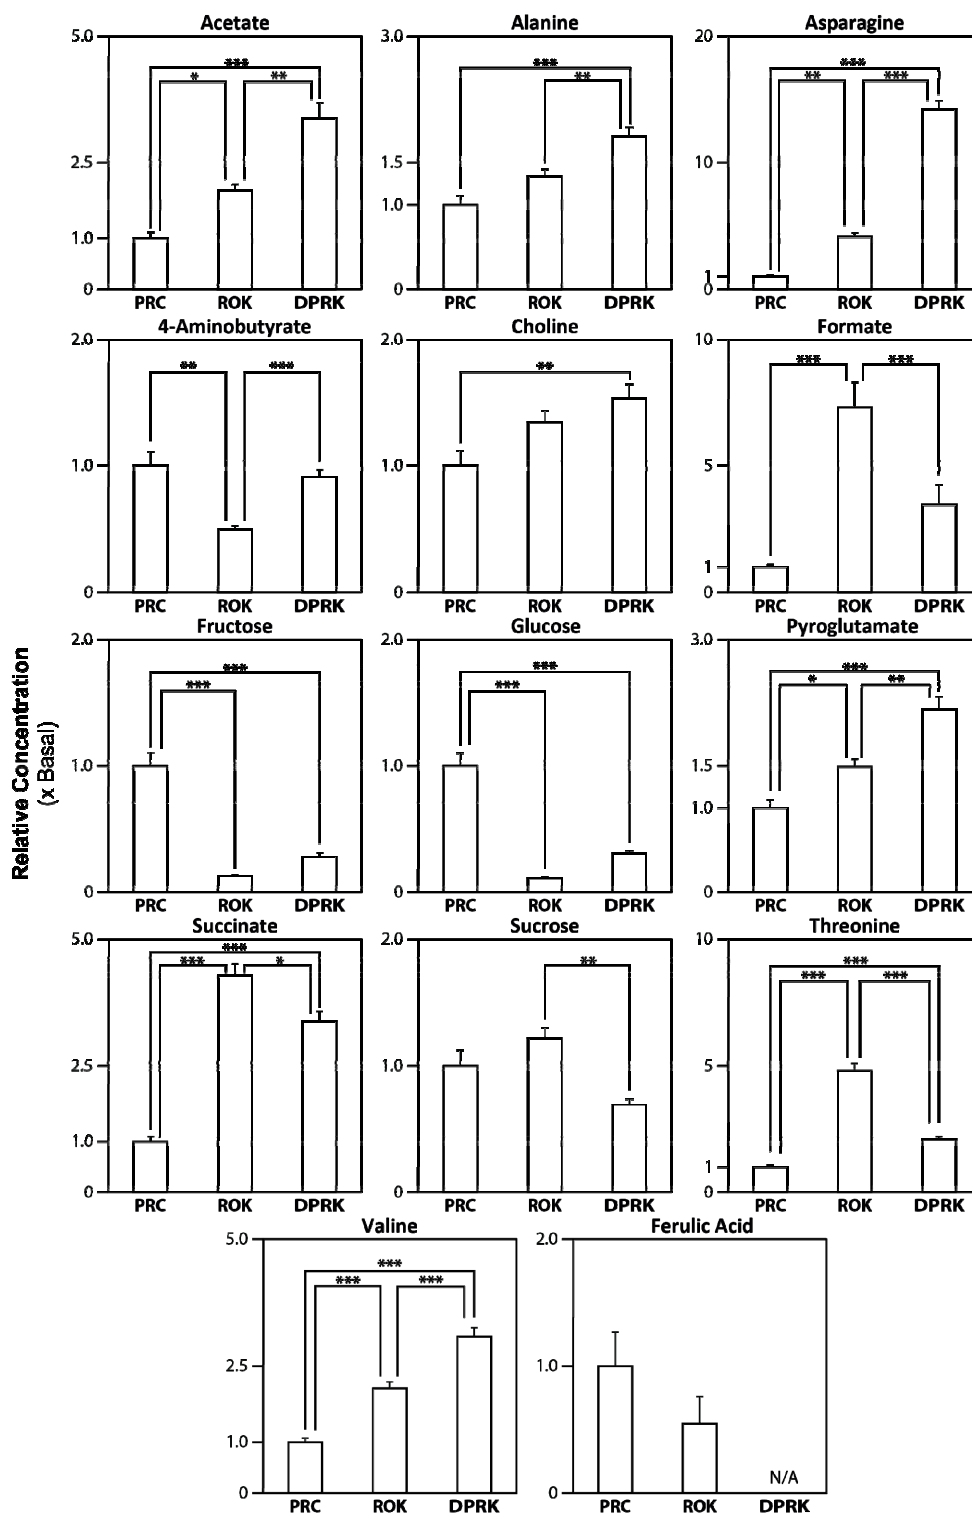 Acetate
5.0
2.5
1.0
0
***
*
**
PRC ROK DPRK
Alanine
3.0
1.5
1.0
0
***
**
PRC ROK DPRK
Asparagine
20
10
1
0
***
**
***
PRC ROK DPRK
4-Aminobutyrate
2.0
1.0
0
**
***
PRC ROK DPRK
Choline
2.0
1.0
0
**
PRC ROK DPRK
Formate
10
5
1
0
***
***
PRC ROK DPRK
Relative Concentration
(x Basal)
Fructose
2.0
1.0
0
***
***
PRC ROK DPRK
Glucose
2.0
1.0
0
***
***
PRC ROK DPRK
Pyroglutamate
3.0
1.5
1.0
0
***
*
**
PRC ROK DPRK
Succinate
5.0
2.5
1.0
0
***
***
*
PRC ROK DPRK
Sucrose
2.0
1.0
0
**
PRC ROK DPRK
Threonine
10
5
1
0
***
***
***
PRC ROK DPRK
Valine
5.0
2.5
1.0
0
***
***
***
PRC ROK DPRK
Ferulic Acid
2.0
1.0
0
N/A
PRC ROK DPRK